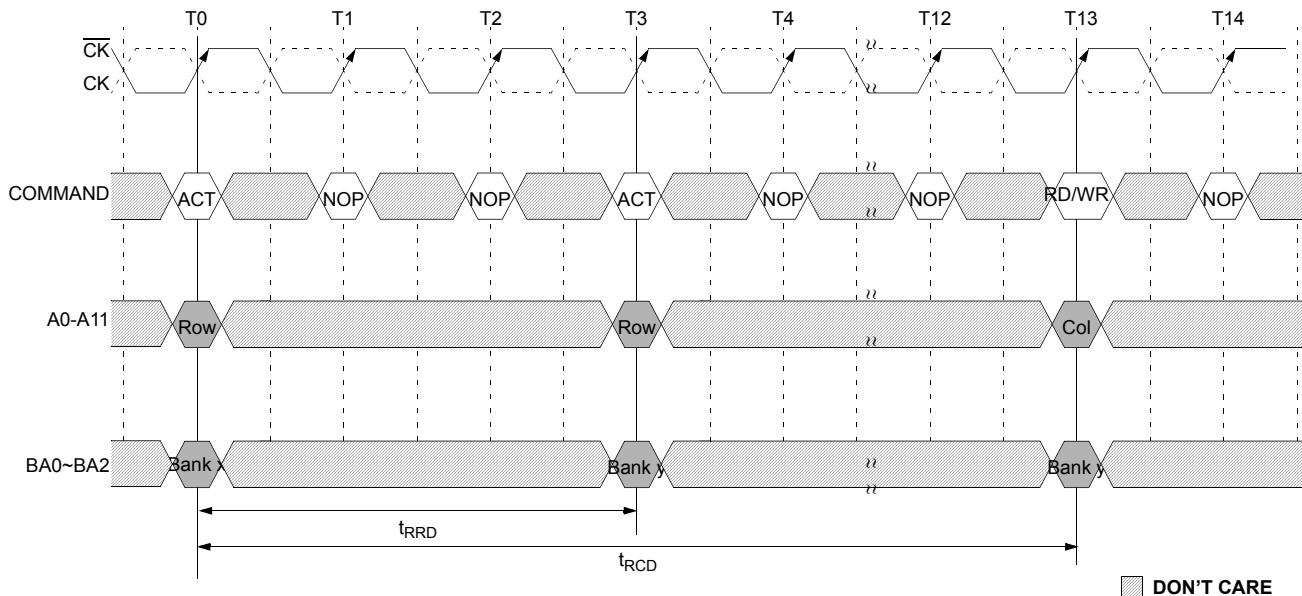 T0 T1 T2 T3 T4 T12 T13 T14
CK
CK
COMMAND ACT NOP NOP ACT NOP NOP RD/WR NOP
A0-A11 Row Row Col
BA0~BA2 Bank x Bank y Bank y
tRRD
tRCD
DON'T CARE